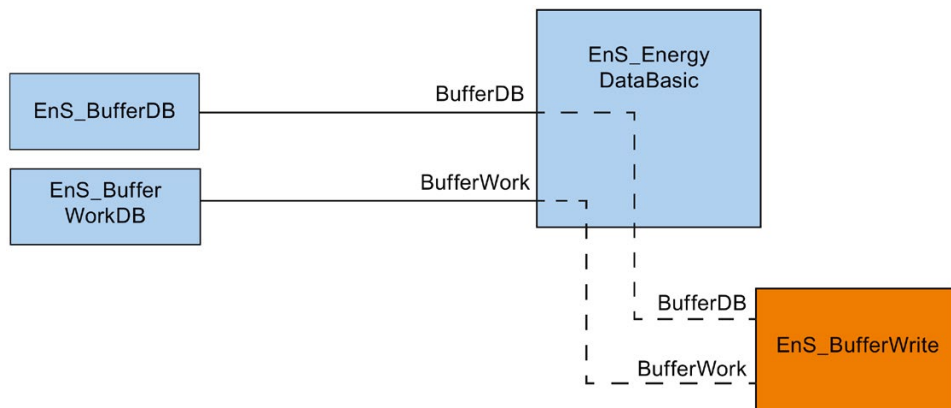 EnS_Energy
DataBasic
BufferDB
EnS_BufferDB
BufferWork
EnS_Buffer
WorkDB
BufferDB
EnS_BufferWrite
BufferWork